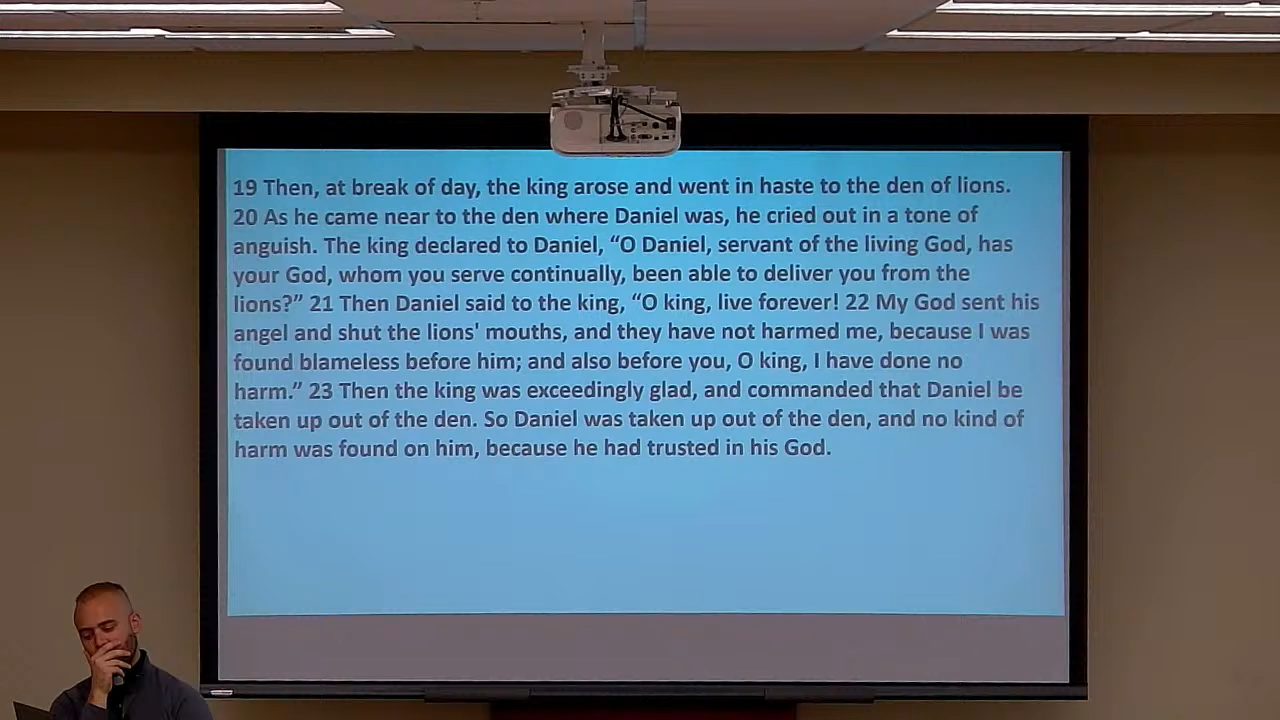 19 Then, at break of day, the king arose and went in haste to the den of lions.
20 As he came near to the den where Daniel was, he cried out in a tone of
anguish. The king declared to Daniel, “O Daniel, servant of the living God, has
your God, whom you serve continually, been able to deliver you from the
lions?” 21 Then Daniel said to the king, “O king, live forever! 22 My God sent his
angel and shut the lions' mouths, and they have not harmed me, because I was
found blameless before him; and also before you, O king, I have done no
harm.” 23 Then the king was exceedingly glad, and commanded that Daniel be
taken up out of the den. So Daniel was taken up out of the den, and no kind of
harm was found on him, because he had trusted in his God.